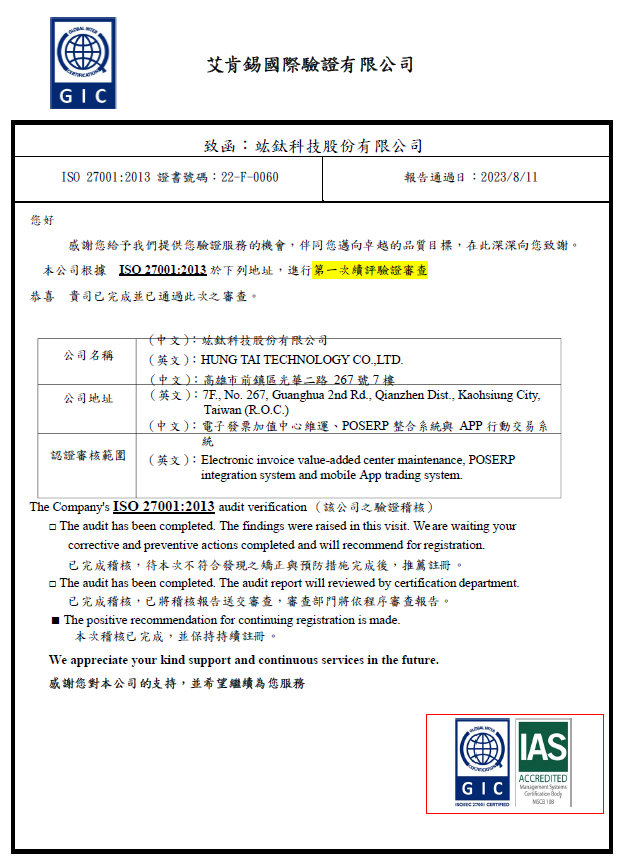 GLOBAL INTER
CERTIFICATION
GIC
艾肯錫國際驗證有限公司
致函：竑鈦科技股份有限公司
ISO 27001:2013 證書號碼：22-F-0060
報告通過日：2023/8/11
您好
感謝您給予我們提供您驗證服務的機會，伴同您邁向卓越的品質目標，在此深深向您致謝。
本公司根據 ISO 27001:2013 於下列地址，進行第一次續評驗證審查
恭喜 貴司已完成並已通過此次之審查。
公司名稱
（中文）：竑鈦科技股份有限公司
（英文）：HUNG TAI TECHNOLOGY CO.,LTD.
公司地址
（中文）：高雄市前鎮區光華二路 267 號 7 樓
（英文）：7F., No. 267, Guanghua 2nd Rd., Qianzhen Dist., Kaohsiung City,
Taiwan (R.O.C.)
認證審核範圍
（中文）：電子發票加值中心維運、POSERP 整合系統與 APP 行動交易系
統
（英文）：Electronic invoice value-added center maintenance, POSERP
integration system and mobile App trading system.
The Company's ISO 27001:2013 audit verification （該公司之驗證稽核）
□ The audit has been completed. The findings were raised in this visit. We are waiting your
corrective and preventive actions completed and will recommend for registration.
已完成稽核，待本次不符合發現之矯正與預防措施完成後，推薦註冊。
□ The audit has been completed. The audit report will reviewed by certification department.
已完成稽核，已將稽核報告送交審查，審查部門將依程序審查報告。
■ The positive recommendation for continuing registration is made.
本次稽核已完成，並保持持續註冊。
We appreciate your kind support and continuous services in the future.
感謝您對本公司的支持，並希望繼續為您服務
GLOBAL INTER
CERTIFICATION
GIC
ISO/IEC 27001 CERTIFIED
IAS
ACCREDITED
Management Systems
Certification Body
MSCB 108